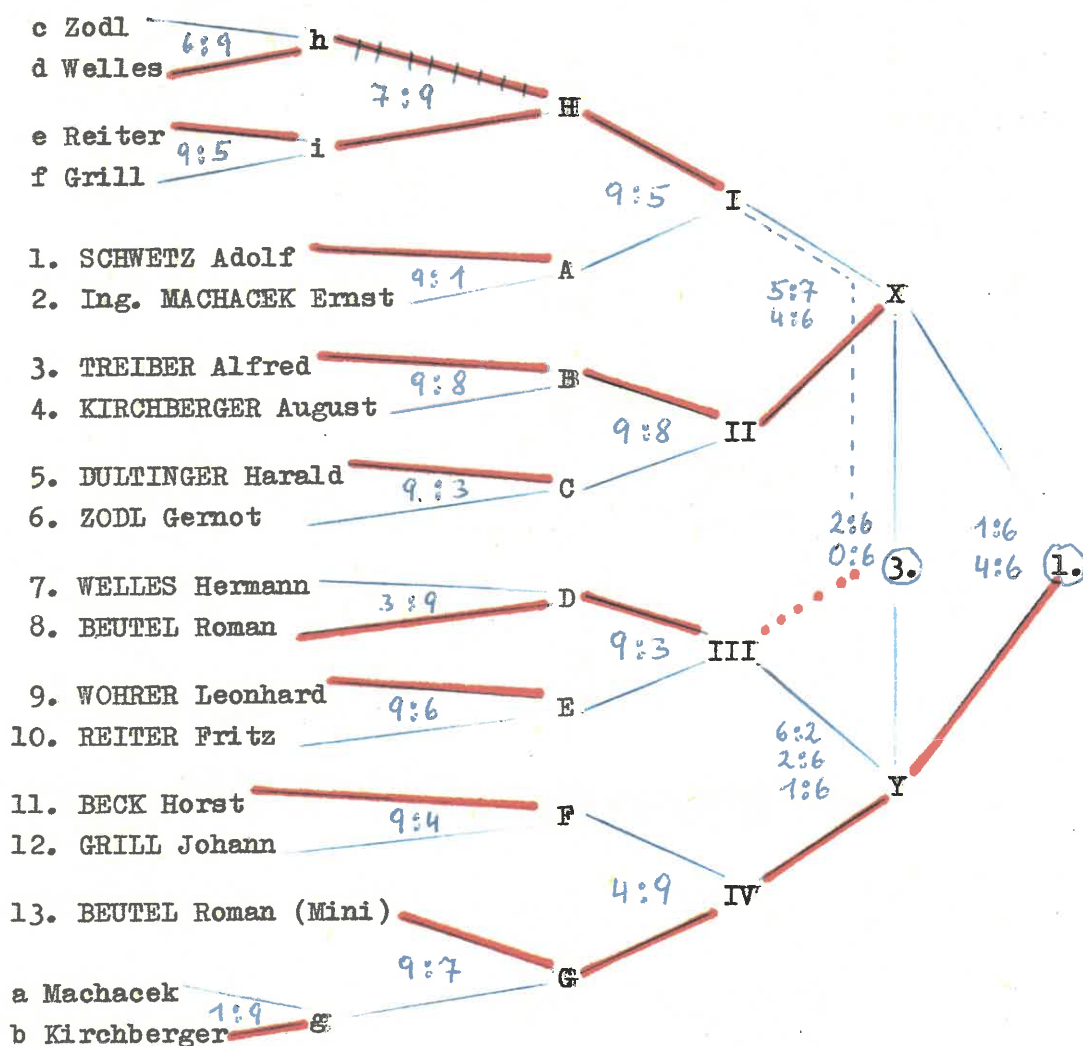 c Zodl
6:9
h
d Welles
7:9
H
e Reiter
9:5
i
f Grill
9:5
I
1. SCHWETZ Adolf
9:1
A
2. Ing. MACHACEK Ernst
5:7
4:6
X
3. TREIBER Alfred
9:8
B
4. KIRCHBERGER August
9:8
II
5. DULTINGER Harald
9.:3
C
6. ZODL Gernot
2:6
0:6
3.
1:6
4:6
1.
7. WELLES Hermann
3:9
D
8. BEUTEL Roman
9:3
III
9. WOHRER Leonhard
9:6
E
10. REITER Fritz
6:2
2:6
1:6
Y
11. BECK Horst
9:4
F
12. GRILL Johann
4:9
IV
13. BEUTEL Roman (Mini)
9:7
G
a Machacek
1:9
g
b Kirchberger